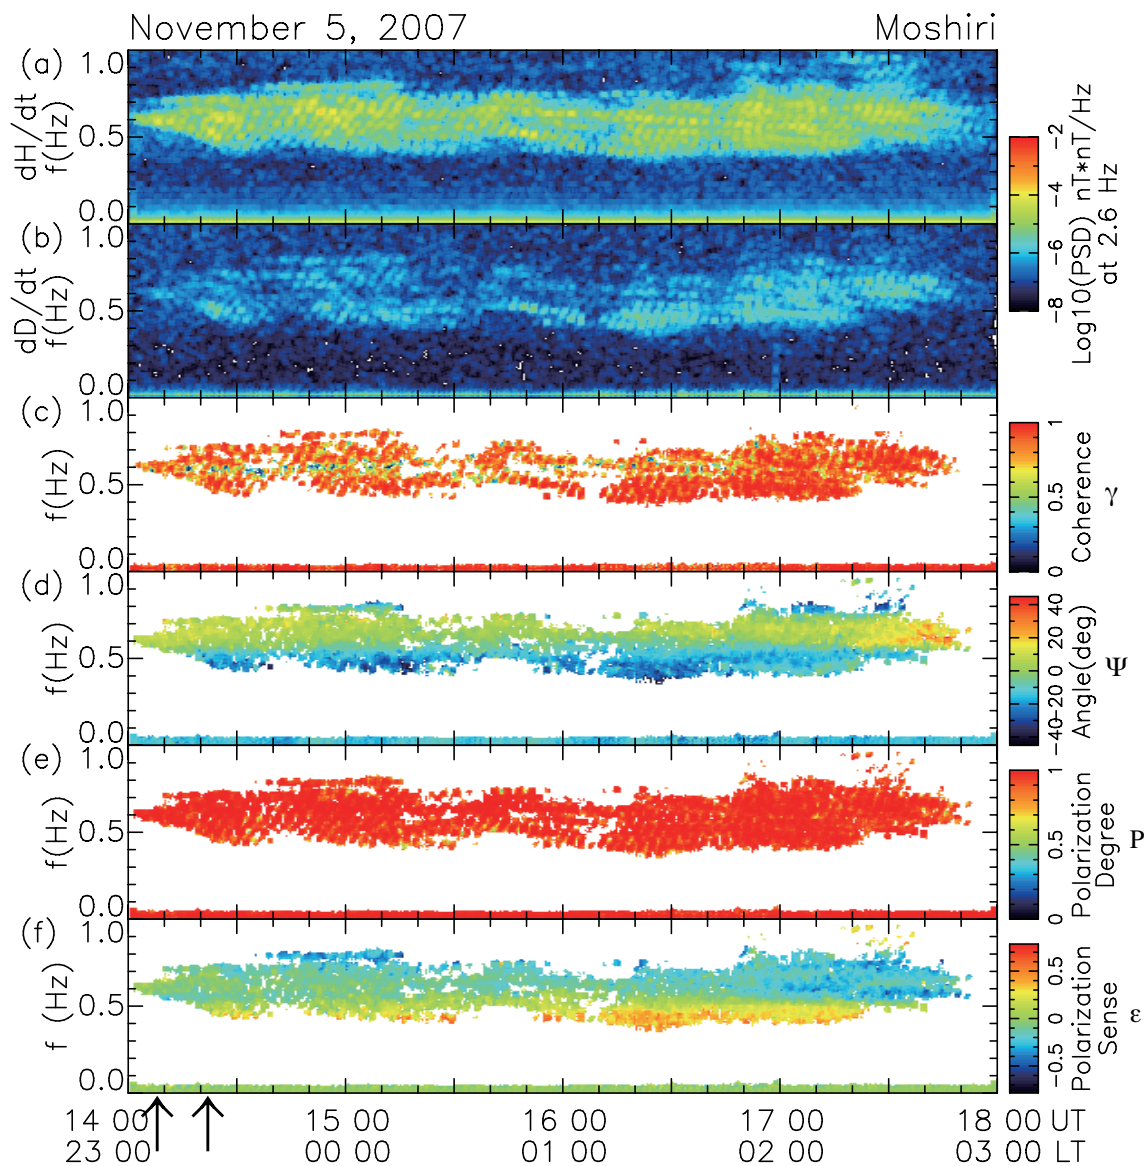 November 5, 2007 Moshiri
(a)
dH/dt
f(Hz)
1.0
0.5
0.0
−2
−4
−6
−8
Log10(PSD) nT*nT/Hz
at 2.6 Hz
(b)
dD/dt
f(Hz)
1.0
0.5
0.0
(c)
f(Hz)
1.0
0.5
0.0
1
0.5
0
Coherence
γ
(d)
f(Hz)
1.0
0.5
0.0
40
20
0
−20
−40
Angle(deg)
Ψ
(e)
f(Hz)
1.0
0.5
0.0
1
0.5
0
Polarization
Degree
P
(f)
f (Hz)
1.0
0.5
0.0
0.5
0
−0.5
Polarization
Sense
ε
14 00 15 00 16 00 17 00 18 00 UT
23 00 00 00 01 00 02 00 03 00 LT